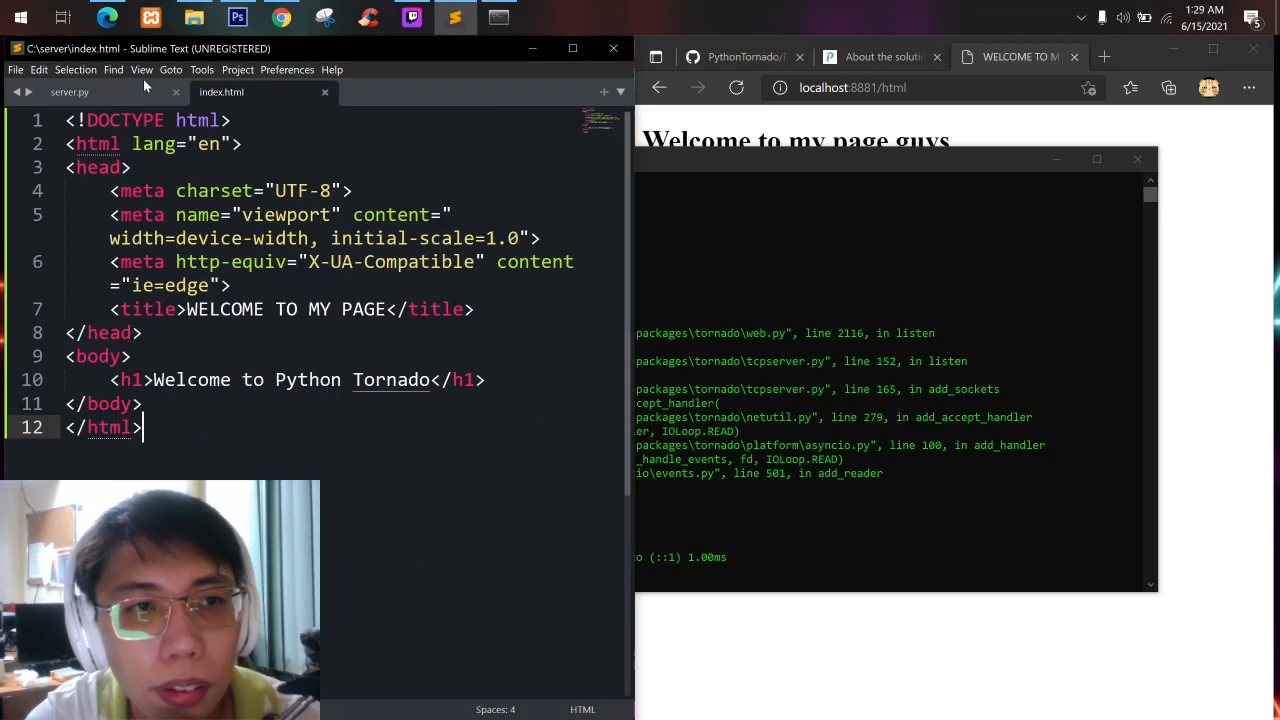 1:29 AM
6/15/2021
5
C:\server\index.html - Sublime Text (UNREGISTERED)
File Edit Selection Find View Goto Tools Project Preferences Help
server.py
index.html
1 <!DOCTYPE html>
2 <html lang="en">
3 <head>
4 <meta charset="UTF-8">
5 <meta name="viewport" content="
width=device-width, initial-scale=1.0">
6 <meta http-equiv="X-UA-Compatible" content
="ie=edge">
7 <title>WELCOME TO MY PAGE</title>
8 </head>
9 <body>
10 <h1>Welcome to Python Tornado</h1>
11 </body>
12 </html>
Spaces: 4 HTML
PythonTornado/
About the solutio
WELCOME TO M
localhost:8881/html
Welcome to my page guys
packages\tornado\web.py", line 2116, in listen
packages\tornado\tcpserver.py", line 152, in listen
packages\tornado\tcpserver.py", line 165, in add_sockets
ccept_handler(
packages\tornado\netutil.py", line 279, in add_accept_handler
er, IOLoop.READ)
packages\tornado\platform\asyncio.py", line 100, in add_handler
_handle_events, fd, IOLoop.READ)
cio\events.py", line 501, in add_reader
o (::1) 1.00ms